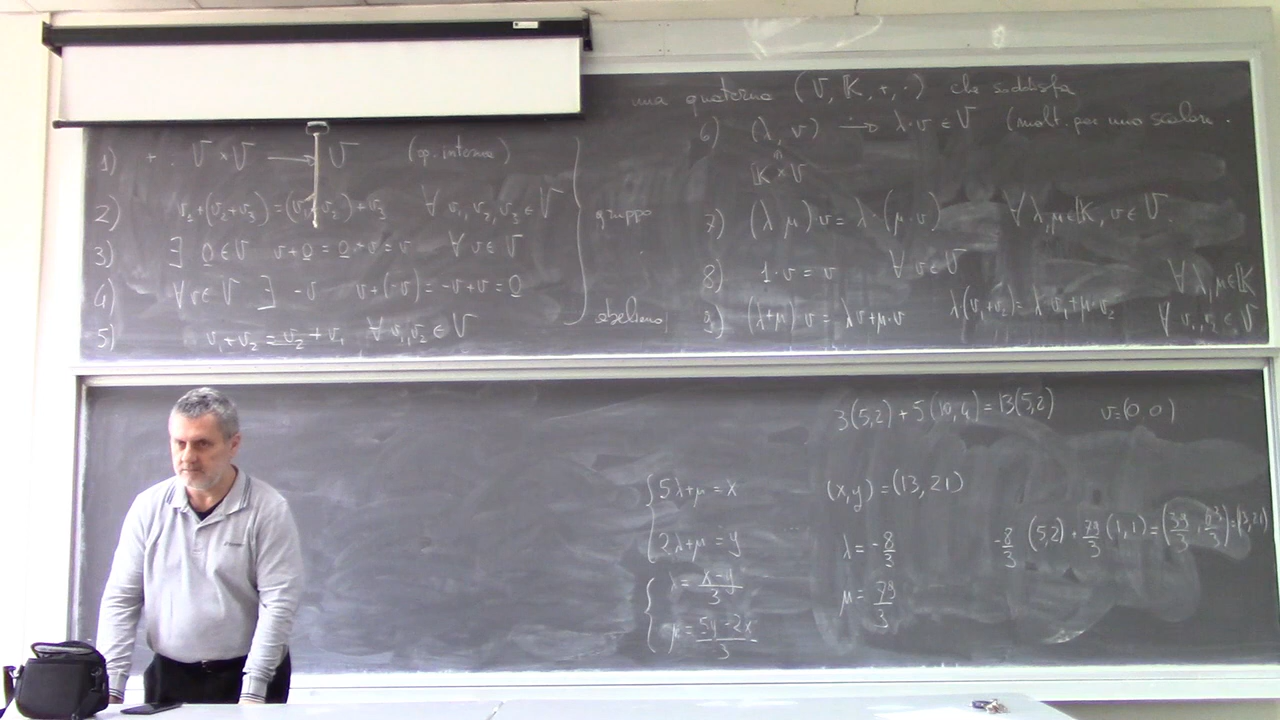 una quaterna (V, K, +, ·) che soddisfa
1) + : V × V → V (op. interna)
2) v₁+(v₂+v₃)=(v₁+v₂)+v₃ ∀ v₁,v₂,v₃ ∈ V
3) ∃ 0 ∈ V v+0=0+v=v ∀ v ∈ V
4) ∀ v ∈ V ∃ -v v+(-v)=-v+v=0
5) v₁+v₂=v₂+v₁ ∀ v₁,v₂ ∈ V
gruppo
abeliano
6) (λ, v) → λ·v ∈ V (molt. per uno scalare.
K×V
7) (λ μ) v = λ·(μ·v) ∀ λ,μ∈K, v∈V.
8) 1·v = v ∀ v∈V
9) (λ+μ) v = λv+μ·v λ(v₁+v₂)= λ·v₁+μ·v₂ ∀ λ,μ∈K
∀ v₁,v₂ ∈ V
3(5,2) + 5(10,4)=13(5,2) v=(0 0)
5λ+μ=x (x,y)=(13,21)
2λ+μ=y λ=-8/3 -8/3 (5,2) + 79/3 (1,1) = (39/3, 63/3)=(13,21)
λ=x-y/3 μ=79/3
μ=5y-2x/3